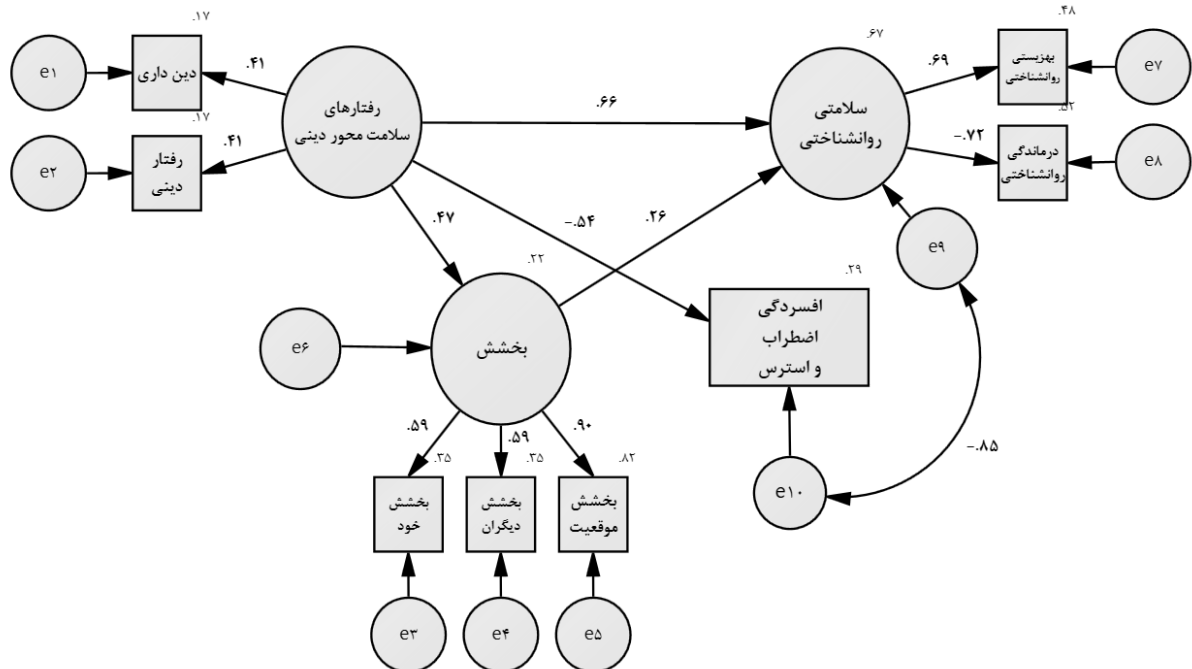 .۱۷
e۱
دین داری
.۴۱
رفتارهای
سلامت محور دینی
.۱۷
e۲
رفتار
دینی
.۴۱
.۶۶
.۶۷
سلامتی
روانشناختی
.۴۸
.۶۹
بهزیستی
روانشناختی
e۷
.۵۲
-.۷۲
درماندگی
روانشناختی
e۸
e۹
.۴۷
-.۵۴
.۲۶
.۲۲
بخشش
e۶
.۲۹
افسردگی
اضطراب
و استرس
-.۸۵
e۱۰
.۵۹
.۵۹
.۹۰
.۳۵
.۳۵
.۸۲
بخشش
خود
بخشش
دیگران
بخشش
موقعیت
e۳
e۴
e۵